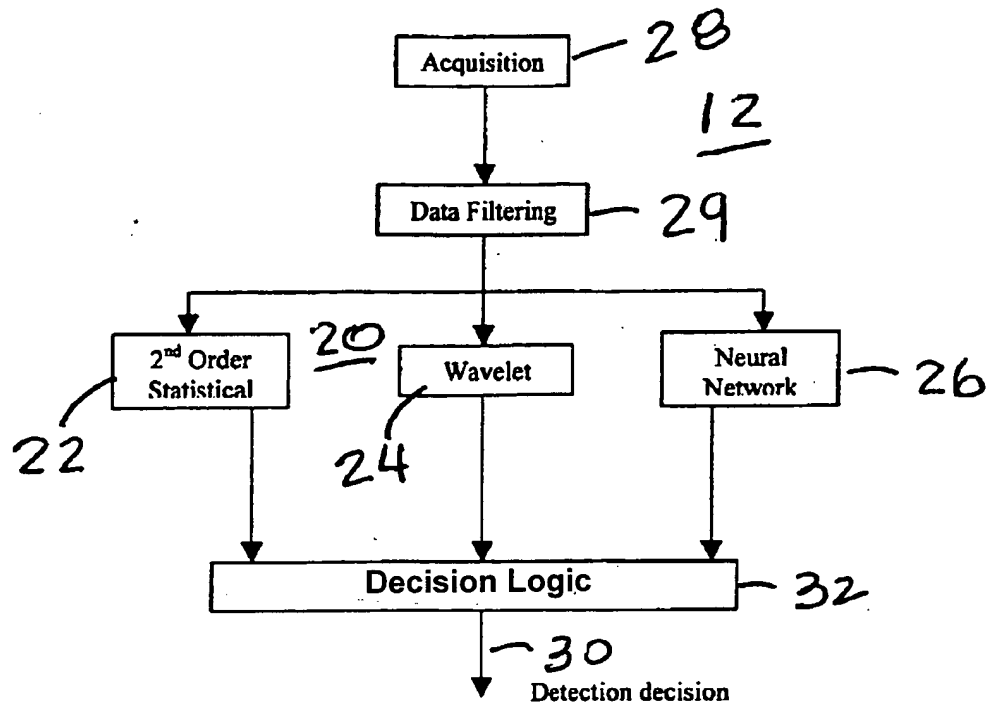 Acquisition
28
12
Data Filtering
29
2nd Order
Statistical
20
Wavelet
Neural
Network
22
24
26
Decision Logic
32
30
Detection decision